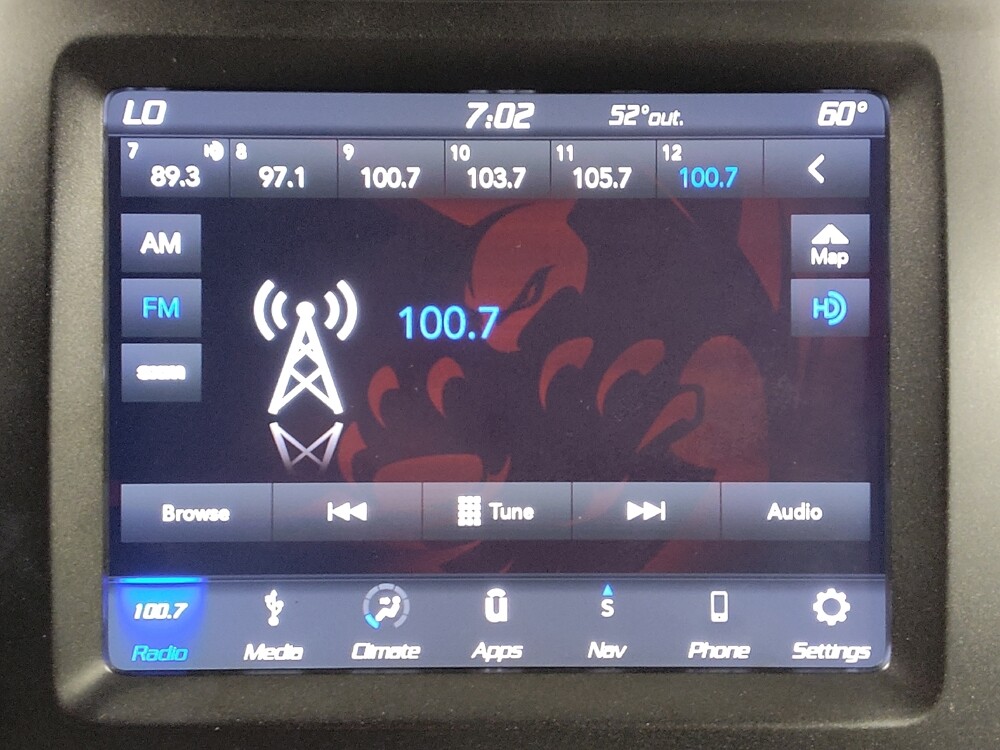 LO 7:02 52°out. 60°
7 8 9 10 11 12
89.3 97.1 100.7 103.7 105.7 100.7
AM
Map
FM 100.7 HD
Browse Tune Audio
100.7 S
Radio Media Climate Apps Nav Phone Settings